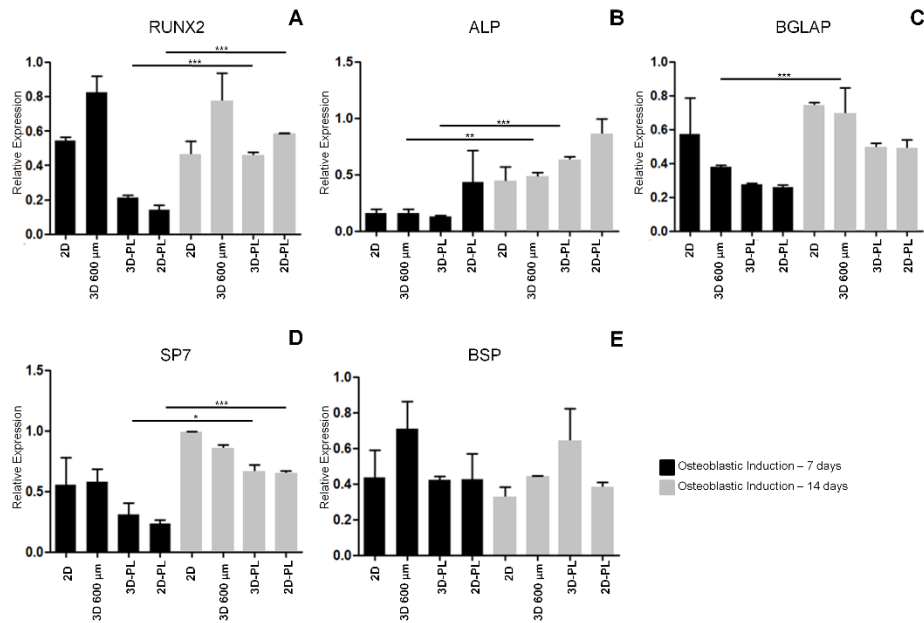 A
RUNX2
Relative Expression
1.0
0.8
0.6
0.4
0.2
0.0
***
***
2D
3D 600 µm
3D-PL
2D-PL
2D
3D 600 µm
3D-PL
2D-PL
B
ALP
Relative Expression
1.5
1.0
0.5
0.0
***
**
2D
3D 600 µm
3D-PL
2D-PL
2D
3D 600 µm
3D-PL
2D-PL
C
BGLAP
Relative Expression
1.0
0.8
0.6
0.4
0.2
0.0
***
2D
3D 600 µm
3D-PL
2D-PL
2D
3D 600 µm
3D-PL
2D-PL
D
SP7
Relative Expression
1.5
1.0
0.5
0.0
***
*
2D
3D 600 µm
3D-PL
2D-PL
2D
3D 600 µm
3D-PL
2D-PL
E
BSP
Relative Expression
1.0
0.8
0.6
0.4
0.2
0.0
2D
3D 600 µm
3D-PL
2D-PL
2D
3D 600 µm
3D-PL
2D-PL
Osteoblastic Induction – 7 days
Osteoblastic Induction – 14 days